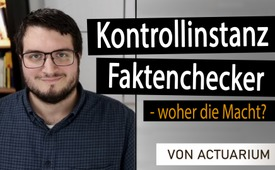 Kontrollinstanz
Faktenchecker
- woher die Macht?
VON ACTUARIUM